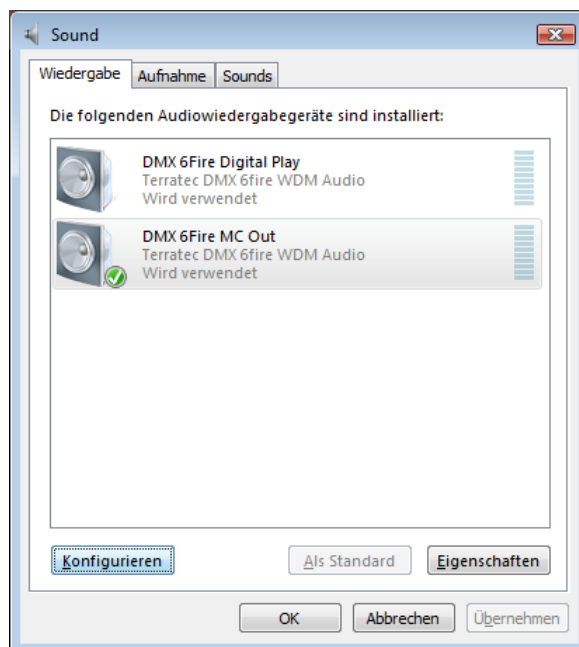 Sound
Wiedergabe Aufnahme Sounds
Die folgenden Audiowiedergabegeräte sind installiert:
DMX 6Fire Digital Play
Terratec DMX 6fire WDM Audio
Wird verwendet
DMX 6Fire MC Out
Terratec DMX 6fire WDM Audio
Wird verwendet
Konfigurieren Als Standard Eigenschaften
OK Abbrechen Übernehmen